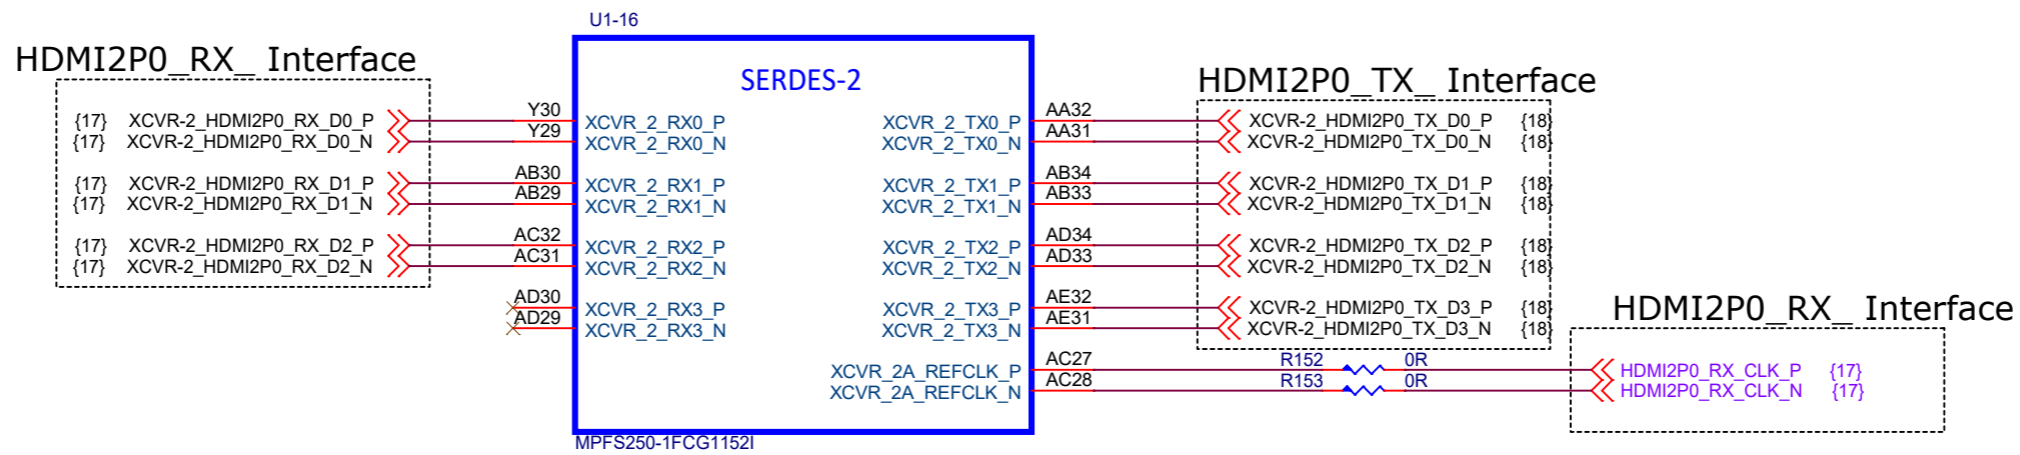 U1-16
HDMI2P0_RX_ Interface
SERDES-2
HDMI2P0_TX_ Interface
{17} XCVR-2_HDMI2P0_RX_D0_P Y30 XCVR_2_RX0_P XCVR_2_TX0_P AA32 XCVR-2_HDMI2P0_TX_D0_P {18}
{17} XCVR-2_HDMI2P0_RX_D0_N Y29 XCVR_2_RX0_N XCVR_2_TX0_N AA31 XCVR-2_HDMI2P0_TX_D0_N {18}
{17} XCVR-2_HDMI2P0_RX_D1_P AB30 XCVR_2_RX1_P XCVR_2_TX1_P AB34 XCVR-2_HDMI2P0_TX_D1_P {18}
{17} XCVR-2_HDMI2P0_RX_D1_N AB29 XCVR_2_RX1_N XCVR_2_TX1_N AB33 XCVR-2_HDMI2P0_TX_D1_N {18}
{17} XCVR-2_HDMI2P0_RX_D2_P AC32 XCVR_2_RX2_P XCVR_2_TX2_P AD34 XCVR-2_HDMI2P0_TX_D2_P {18}
{17} XCVR-2_HDMI2P0_RX_D2_N AC31 XCVR_2_RX2_N XCVR_2_TX2_N AD33 XCVR-2_HDMI2P0_TX_D2_N {18}
AD30 XCVR_2_RX3_P XCVR_2_TX3_P AE32 XCVR-2_HDMI2P0_TX_D3_P {18}
AD29 XCVR_2_RX3_N XCVR_2_TX3_N AE31 XCVR-2_HDMI2P0_TX_D3_N {18}
HDMI2P0_RX_ Interface
XCVR_2A_REFCLK_P AC27 R152 0R HDMI2P0_RX_CLK_P {17}
XCVR_2A_REFCLK_N AC28 R153 0R HDMI2P0_RX_CLK_N {17}
MPFS250-1FCG1152I